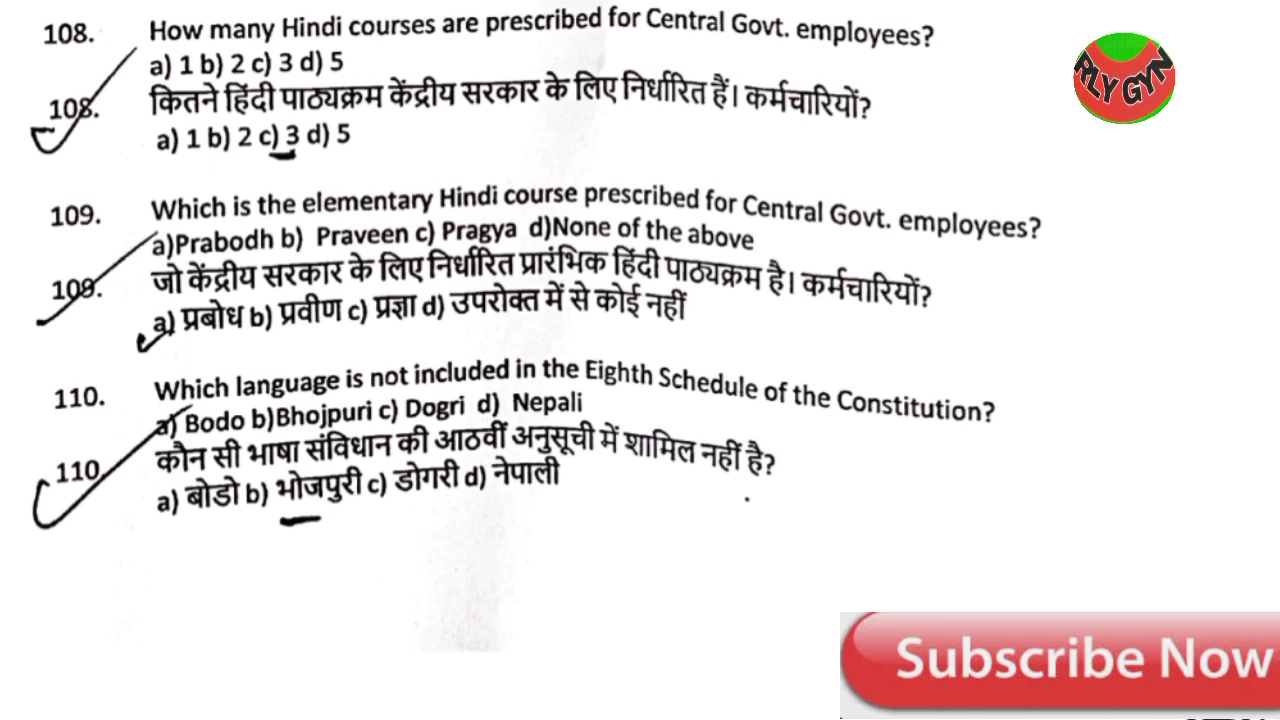 108. How many Hindi courses are prescribed for Central Govt. employees?
a) 1 b) 2 c) 3 d) 5
108. कितने हिंदी पाठ्यक्रम केंद्रीय सरकार के लिए निर्धारित हैं। कर्मचारियों?
a) 1 b) 2 c) 3 d) 5
109. Which is the elementary Hindi course prescribed for Central Govt. employees?
a)Prabodh b) Praveen c) Pragya d)None of the above
109. जो केंद्रीय सरकार के लिए निर्धारित प्रारंभिक हिंदी पाठ्यक्रम है। कर्मचारियों?
a) प्रबोध b) प्रवीण c) प्रज्ञा d) उपरोक्त में से कोई नहीं
110. Which language is not included in the Eighth Schedule of the Constitution?
a) Bodo b)Bhojpuri c) Dogri d) Nepali
110 कौन सी भाषा संविधान की आठवीं अनुसूची में शामिल नहीं है?
a) बोडो b) भोजपुरी c) डोगरी d) नेपाली
RLY GYN
Subscribe Now